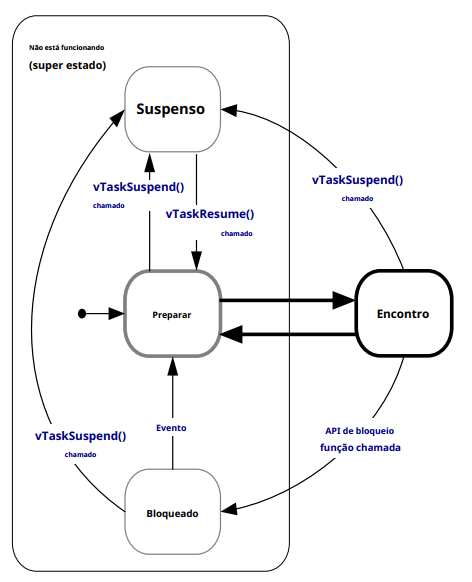 Não está funcionando
(super estado)
Suspenso
vTaskSuspend()
chamado
vTaskSuspend()
chamado
vTaskResume()
chamado
Preparar
Encontro
Evento
vTaskSuspend()
chamado
API de bloqueio
função chamada
Bloqueado